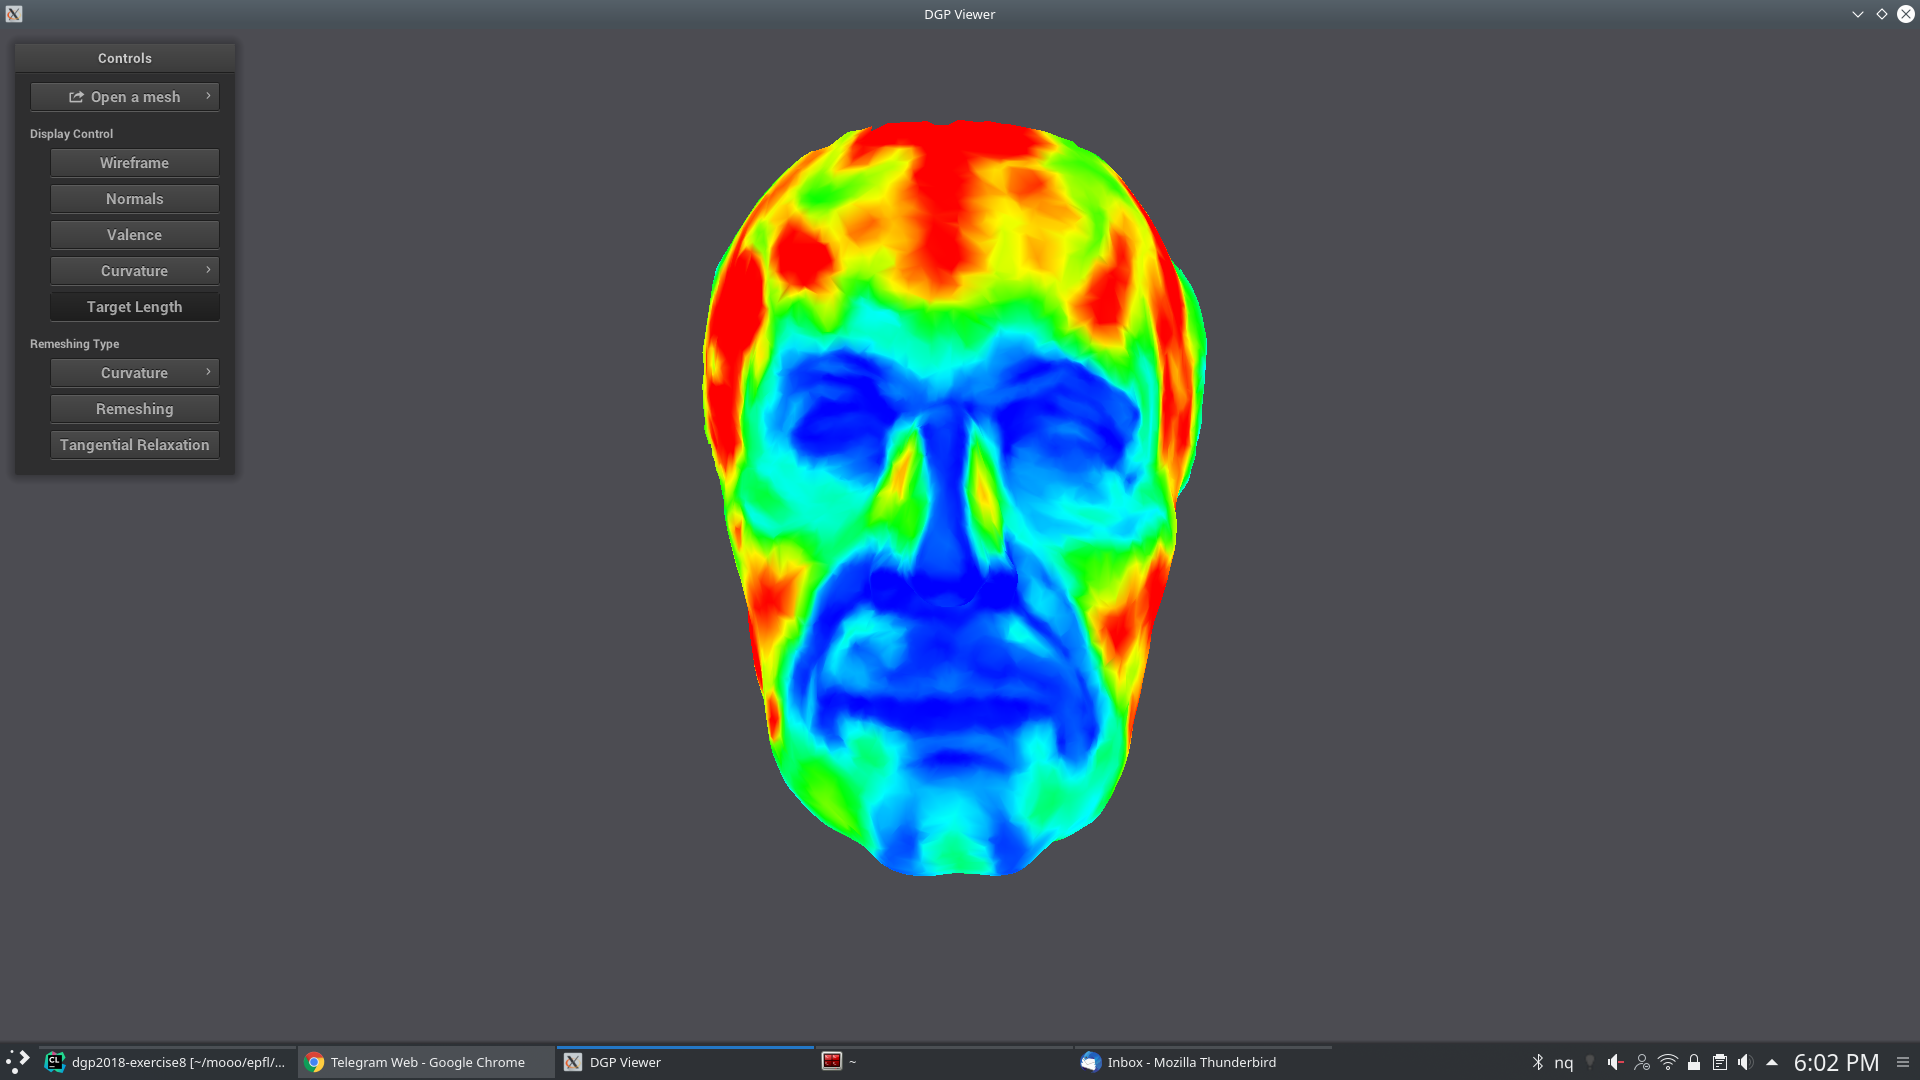 DGP Viewer
Controls
Open a mesh
Display Control
Wireframe
Normals
Valence
Curvature
Target Length
Remeshing Type
Curvature
Remeshing
Tangential Relaxation
CL dgp2018-exercise8 [~/mooo/epfl/... Telegram Web - Google Chrome DGP Viewer ~ Inbox - Mozilla Thunderbird nq 6:02 PM